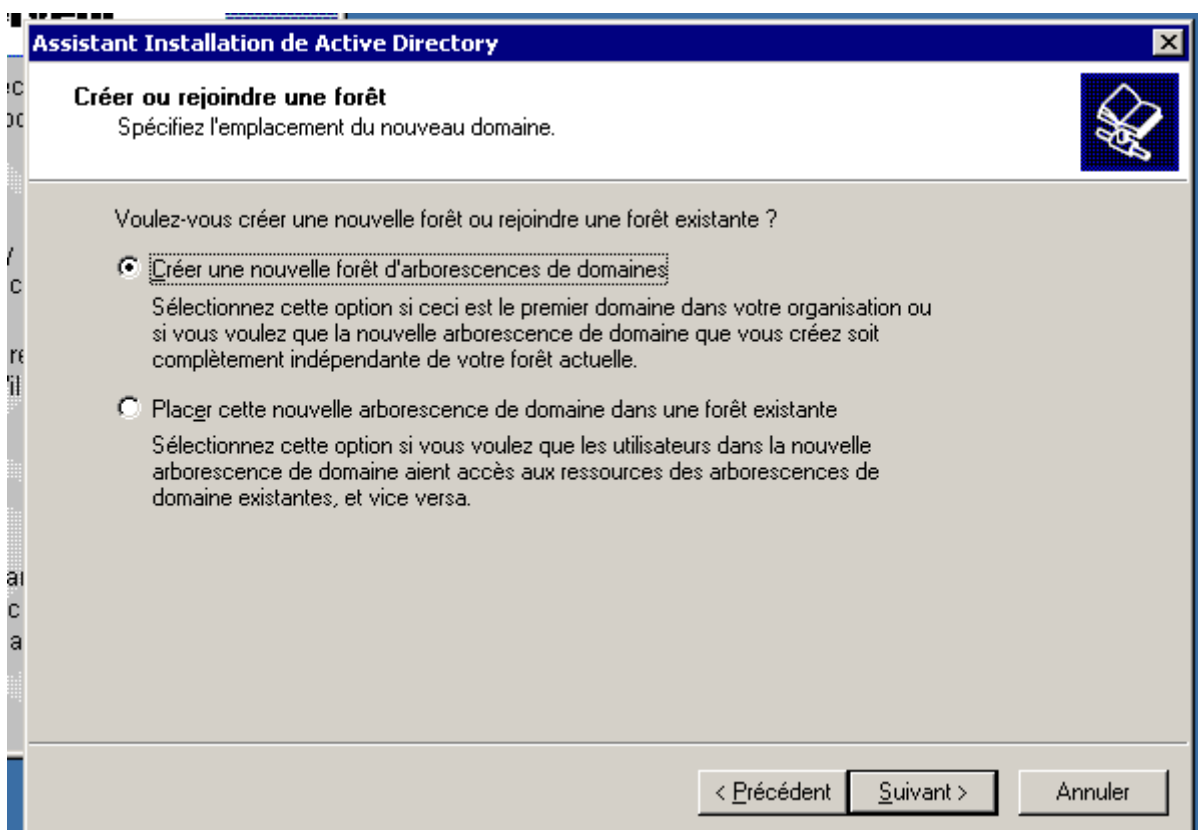 Assistant Installation de Active Directory
Créer ou rejoindre une forêt
Spécifiez l'emplacement du nouveau domaine.
Voulez-vous créer une nouvelle forêt ou rejoindre une forêt existante ?
Créer une nouvelle forêt d'arborescences de domaines
Sélectionnez cette option si ceci est le premier domaine dans votre organisation ou
si vous voulez que la nouvelle arborescence de domaine que vous créez soit
complètement indépendante de votre forêt actuelle.
Placer cette nouvelle arborescence de domaine dans une forêt existante
Sélectionnez cette option si vous voulez que les utilisateurs dans la nouvelle
arborescence de domaine aient accès aux ressources des arborescences de
domaine existantes, et vice versa.
< Précédent Suivant > Annuler